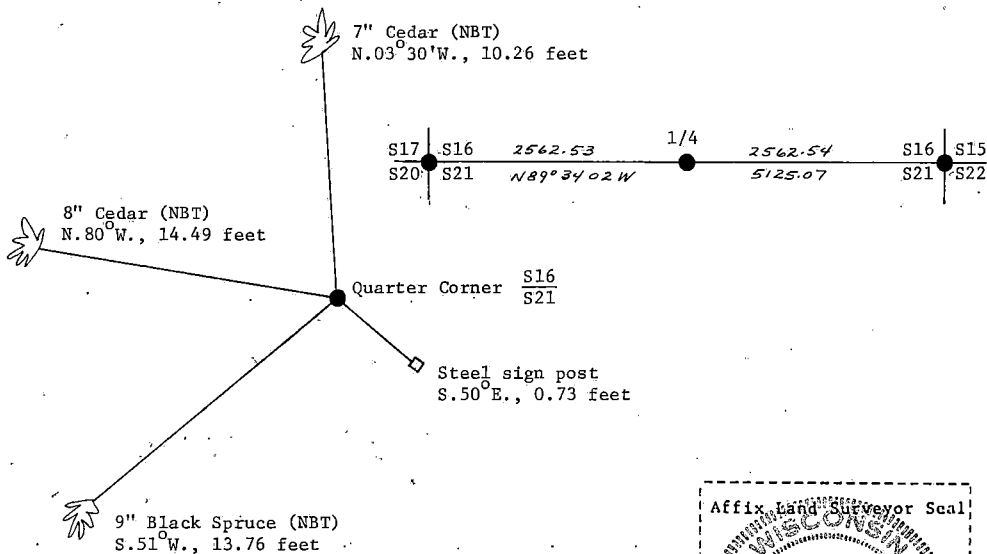 7" Cedar (NBT)
N.03°30'W., 10.26 feet
1/4
S17 S16 2562.53 2562.54 S16 S15
S20 S21 N89°34 02 W 5125.07 S21 S22
8" Cedar (NBT)
N.80°W., 14.49 feet
Quarter Corner S16
S21
Steel sign post
S.50°E., 0.73 feet
9" Black Spruce (NBT)
S.51°W., 13.76 feet
Affix Land Surveyor Seal
WISCONSIN